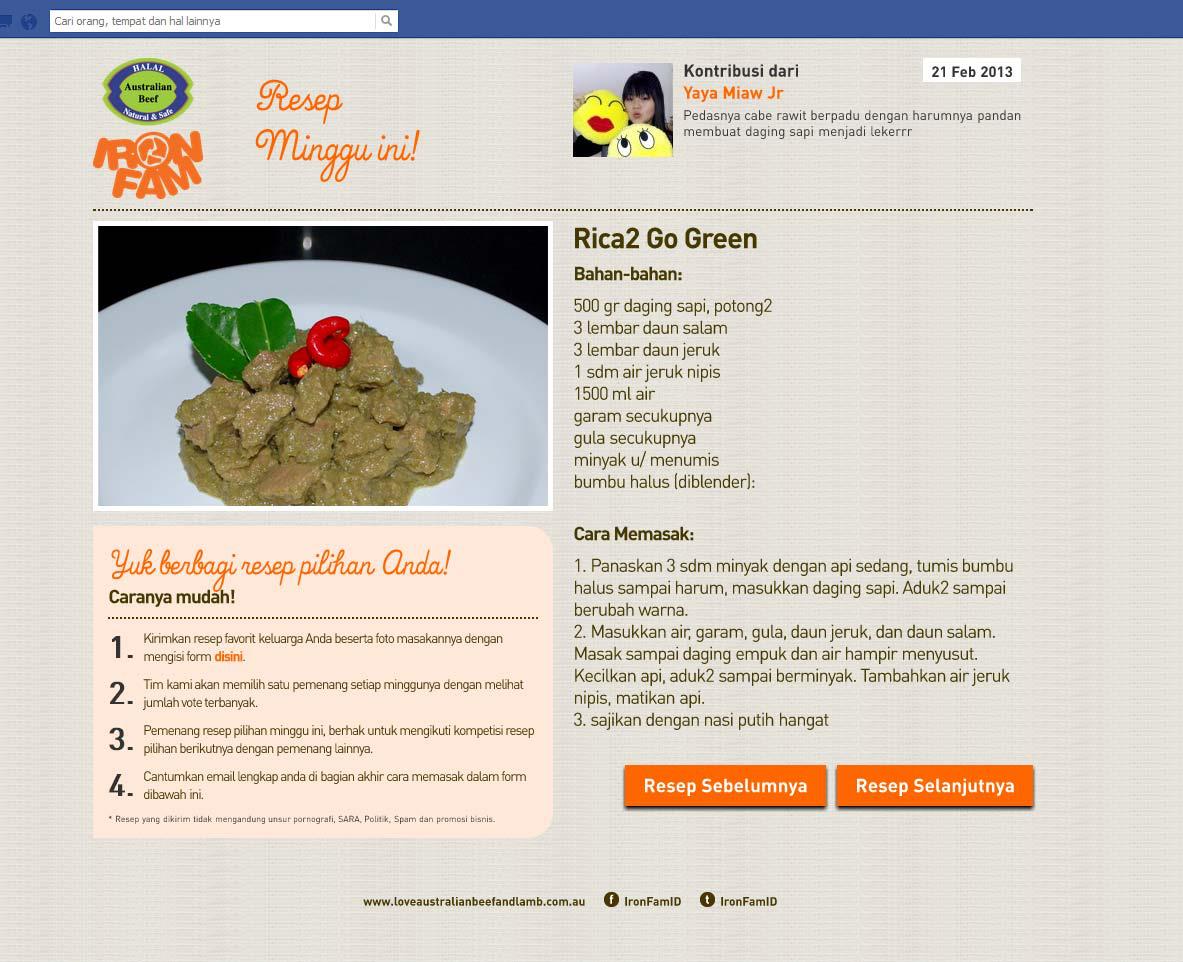 Cari orang, tempat dan hal lainnya
HALAL
Australian
Beef
Natural & Safe
IRON
FAM
Resep
Minggu ini!
Kontribusi dari
Yaya Miaw Jr
Pedasnya cabe rawit berpadu dengan harumnya pandan
membuat daging sapi menjadi lekerrr
21 Feb 2013
Rica2 Go Green
Bahan-bahan:
500 gr daging sapi, potong2
3 lembar daun salam
3 lembar daun jeruk
1 sdm air jeruk nipis
1500 ml air
garam secukupnya
gula secukupnya
minyak u/ menumis
bumbu halus (diblender):
Cara Memasak:
1. Panaskan 3 sdm minyak dengan api sedang, tumis bumbu
halus sampai harum, masukkan daging sapi. Aduk2 sampai
berubah warna.
2. Masukkan air, garam, gula, daun jeruk, dan daun salam.
Masak sampai daging empuk dan air hampir menyusut.
Kecilkan api, aduk2 sampai berminyak. Tambahkan air jeruk
nipis, matikan api.
3. sajikan dengan nasi putih hangat
Resep Sebelumnya
Resep Selanjutnya
Yuk berbagi resep pilihan Anda!
Caranya mudah!
1. Kirimkan resep favorit keluarga Anda beserta foto masakannya dengan
mengisi form disini.
2. Tim kami akan memilih satu pemenang setiap minggunya dengan melihat
jumlah vote terbanyak.
3. Pemenang resep pilihan minggu ini, berhak untuk mengikuti kompetisi resep
pilihan berikutnya dengan pemenang lainnya.
4. Cantumkan email lengkap anda di bagian akhir cara memasak dalam form
dibawah ini.
* Resep yang dikirim tidak mengandung unsur pornografi, SARA, Politik, Spam dan promosi bisnis.
www.loveaustralianbeefandlamb.com.au f IronFamID t IronFamID